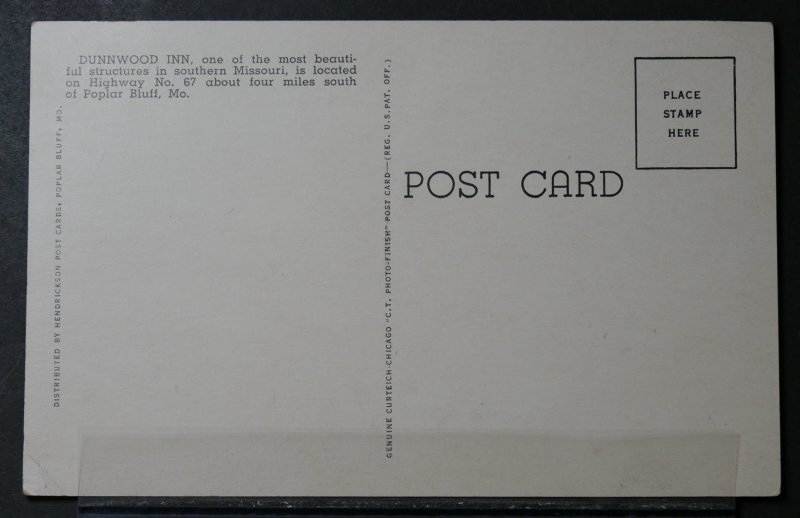 DUNNWOOD INN, one of the most beauti-
ful structures in southern Missouri, is located
on Highway No. 67 about four miles south
of Poplar Bluff, Mo.
DISTRIBUTED BY HENDRICKSON POST CARDS, POPLAR BLUFF, MO.
GENUINE CURTEICH-CHICAGO "C.T. PHOTO-FINISH" POST CARD—(REG. U.S. PAT. OFF.)
POST CARD
PLACE
STAMP
HERE